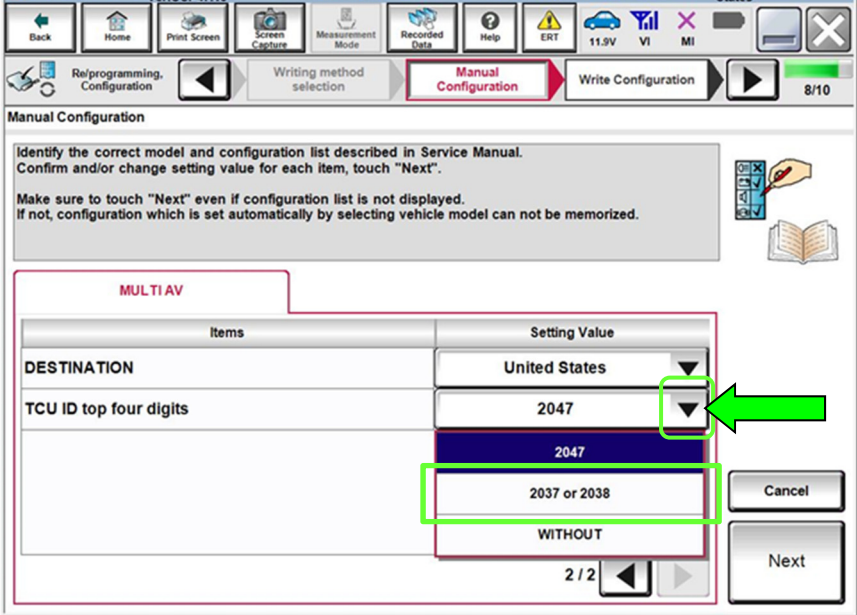 Back
Home
Print Screen
Screen
Capture
Measurement
Mode
Recorded
Data
Help
ERT
11.9V
VI
MI
Re/programming,
Configuration
Writing method
selection
Manual
Configuration
Write Configuration
8/10
Manual Configuration
Identify the correct model and configuration list described in Service Manual.
Confirm and/or change setting value for each item, touch "Next".
Make sure to touch "Next" even if configuration list is not displayed.
If not, configuration which is set automatically by selecting vehicle model can not be memorized.
MULTI AV
Items
Setting Value
DESTINATION
United States
TCU ID top four digits
2047
2047
2037 or 2038
WITHOUT
Cancel
Next
2 / 2